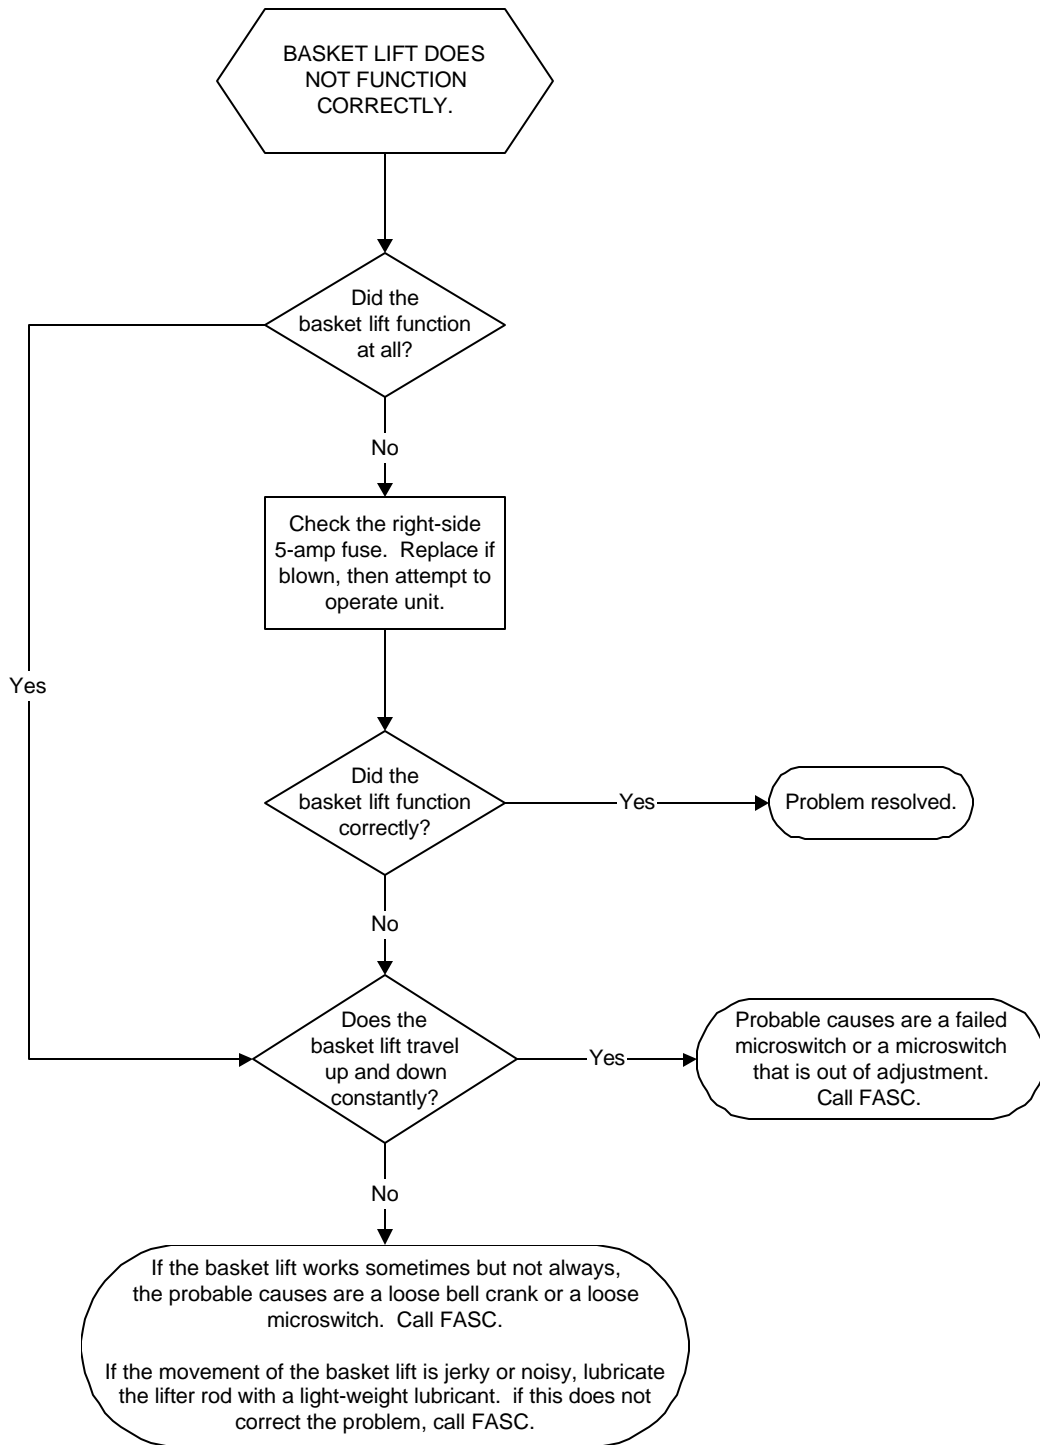 BASKET LIFT DOES
NOT FUNCTION
CORRECTLY.
Did the
basket lift function
at all?
No
Check the right-side
5-amp fuse.  Replace if
blown, then attempt to
operate unit.
Yes
Did the
basket lift function
correctly?
Yes
Problem resolved.
No
Does the
basket lift travel
up and down
constantly?
Yes
Probable causes are a failed
microswitch or a microswitch
that is out of adjustment.
Call FASC.
No
If the basket lift works sometimes but not always,
the probable causes are a loose bell crank or a loose
microswitch.  Call FASC.
If the movement of the basket lift is jerky or noisy, lubricate
the lifter rod with a light-weight lubricant.  if this does not
correct the problem, call FASC.